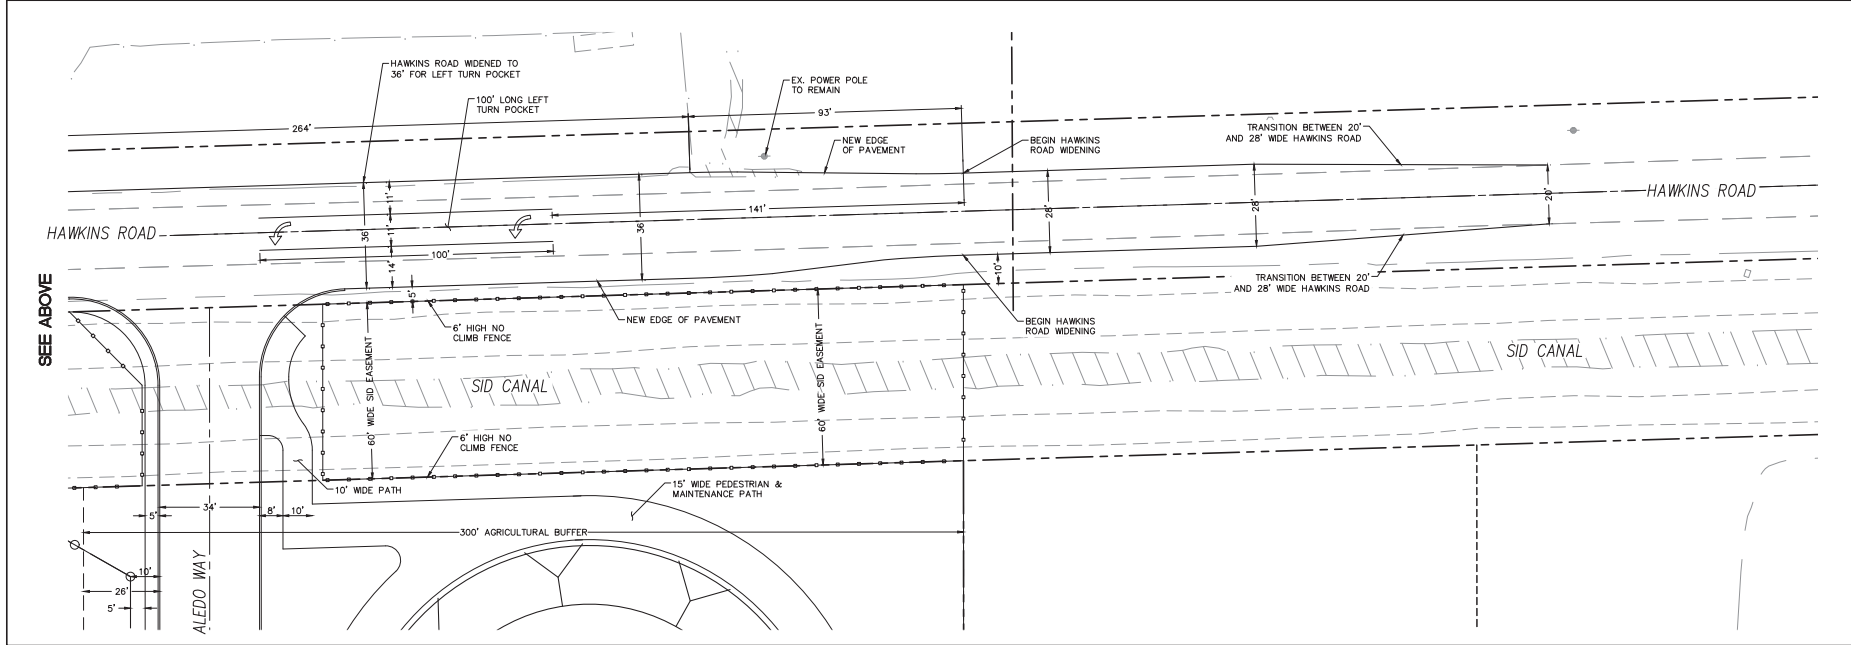 HAWKINS ROAD WIDENED TO
36' FOR LEFT TURN POCKET
100' LONG LEFT
TURN POCKET
EX. POWER POLE
TO REMAIN
264'
93'
NEW EDGE
OF PAVEMENT
BEGIN HAWKINS
ROAD WIDENING
TRANSITION BETWEEN 20'
AND 28' WIDE HAWKINS ROAD
HAWKINS ROAD
HAWKINS ROAD
11'
11'
14'
36'
36'
141'
28'
28'
20'
100'
5'
10'
SEE ABOVE
NEW EDGE OF PAVEMENT
6' HIGH NO
CLIMB FENCE
BEGIN HAWKINS
ROAD WIDENING
TRANSITION BETWEEN 20'
AND 28' WIDE HAWKINS ROAD
60' WIDE SID EASEMENT
60' WIDE SID EASEMENT
SID CANAL
SID CANAL
6' HIGH NO
CLIMB FENCE
10' WIDE PATH
15' WIDE PEDESTRIAN &
MAINTENANCE PATH
5'
34'
8'
10'
300' AGRICULTURAL BUFFER
10'
26'
5'
ALEDO WAY